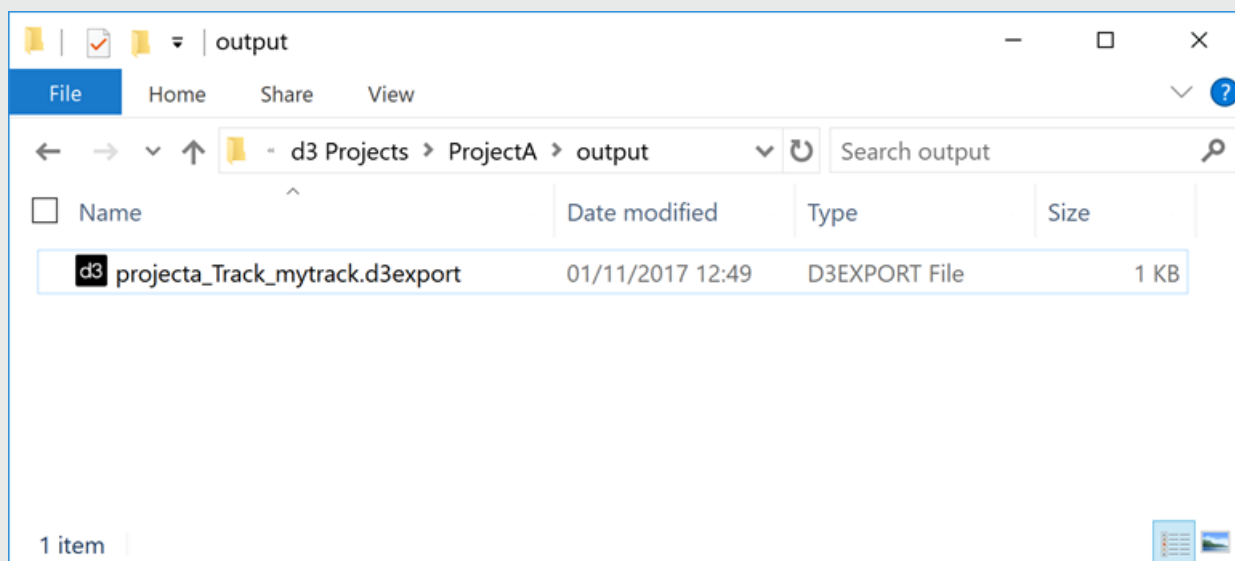 output
File Home Share View ?
d3 Projects ProjectA output Search output
Name Date modified Type Size
d3 projecta_Track_mytrack.d3export 01/11/2017 12:49 D3EXPORT File 1 KB
1 item